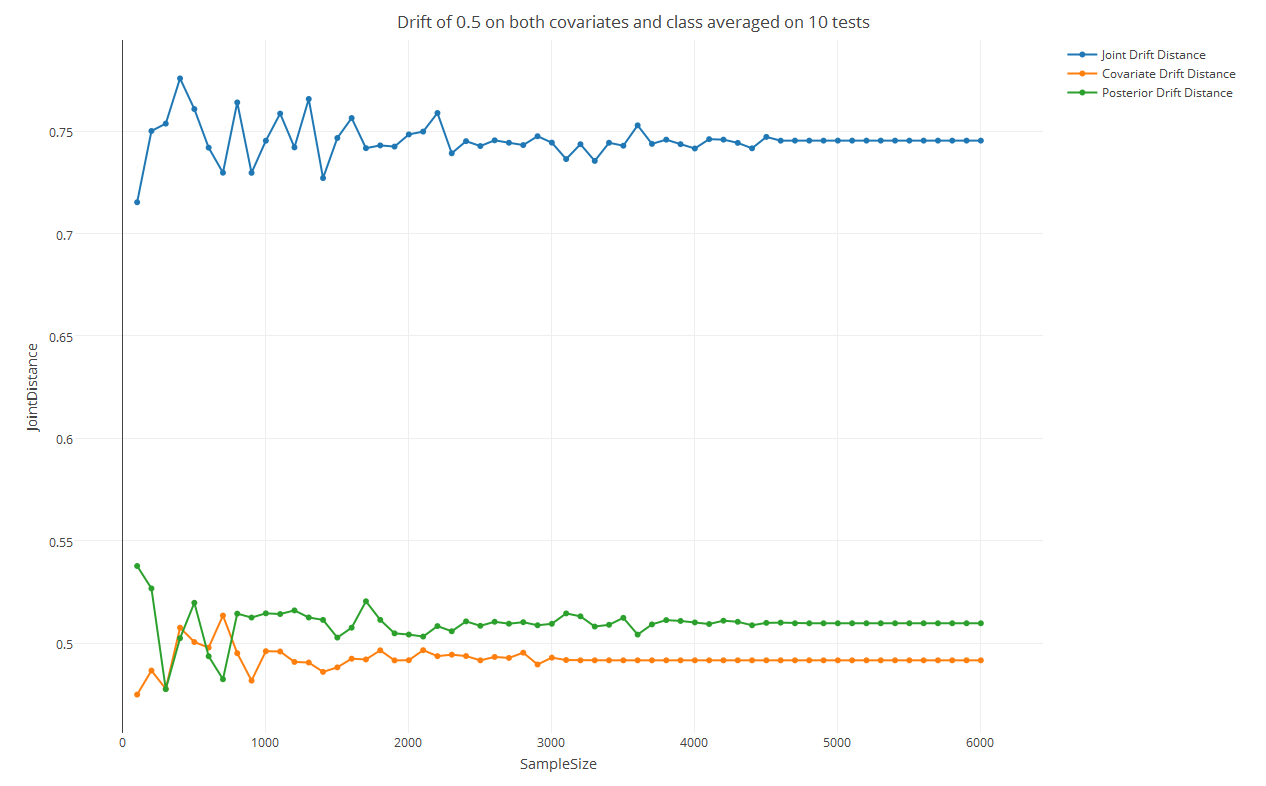 Drift of 0.5 on both covariates and class averaged on 10 tests
Joint Drift Distance
Covariate Drift Distance
Posterior Drift Distance
0.75
0.7
0.65
0.6
0.55
0.5
JointDistance
0 1000 2000 3000 4000 5000 6000
SampleSize